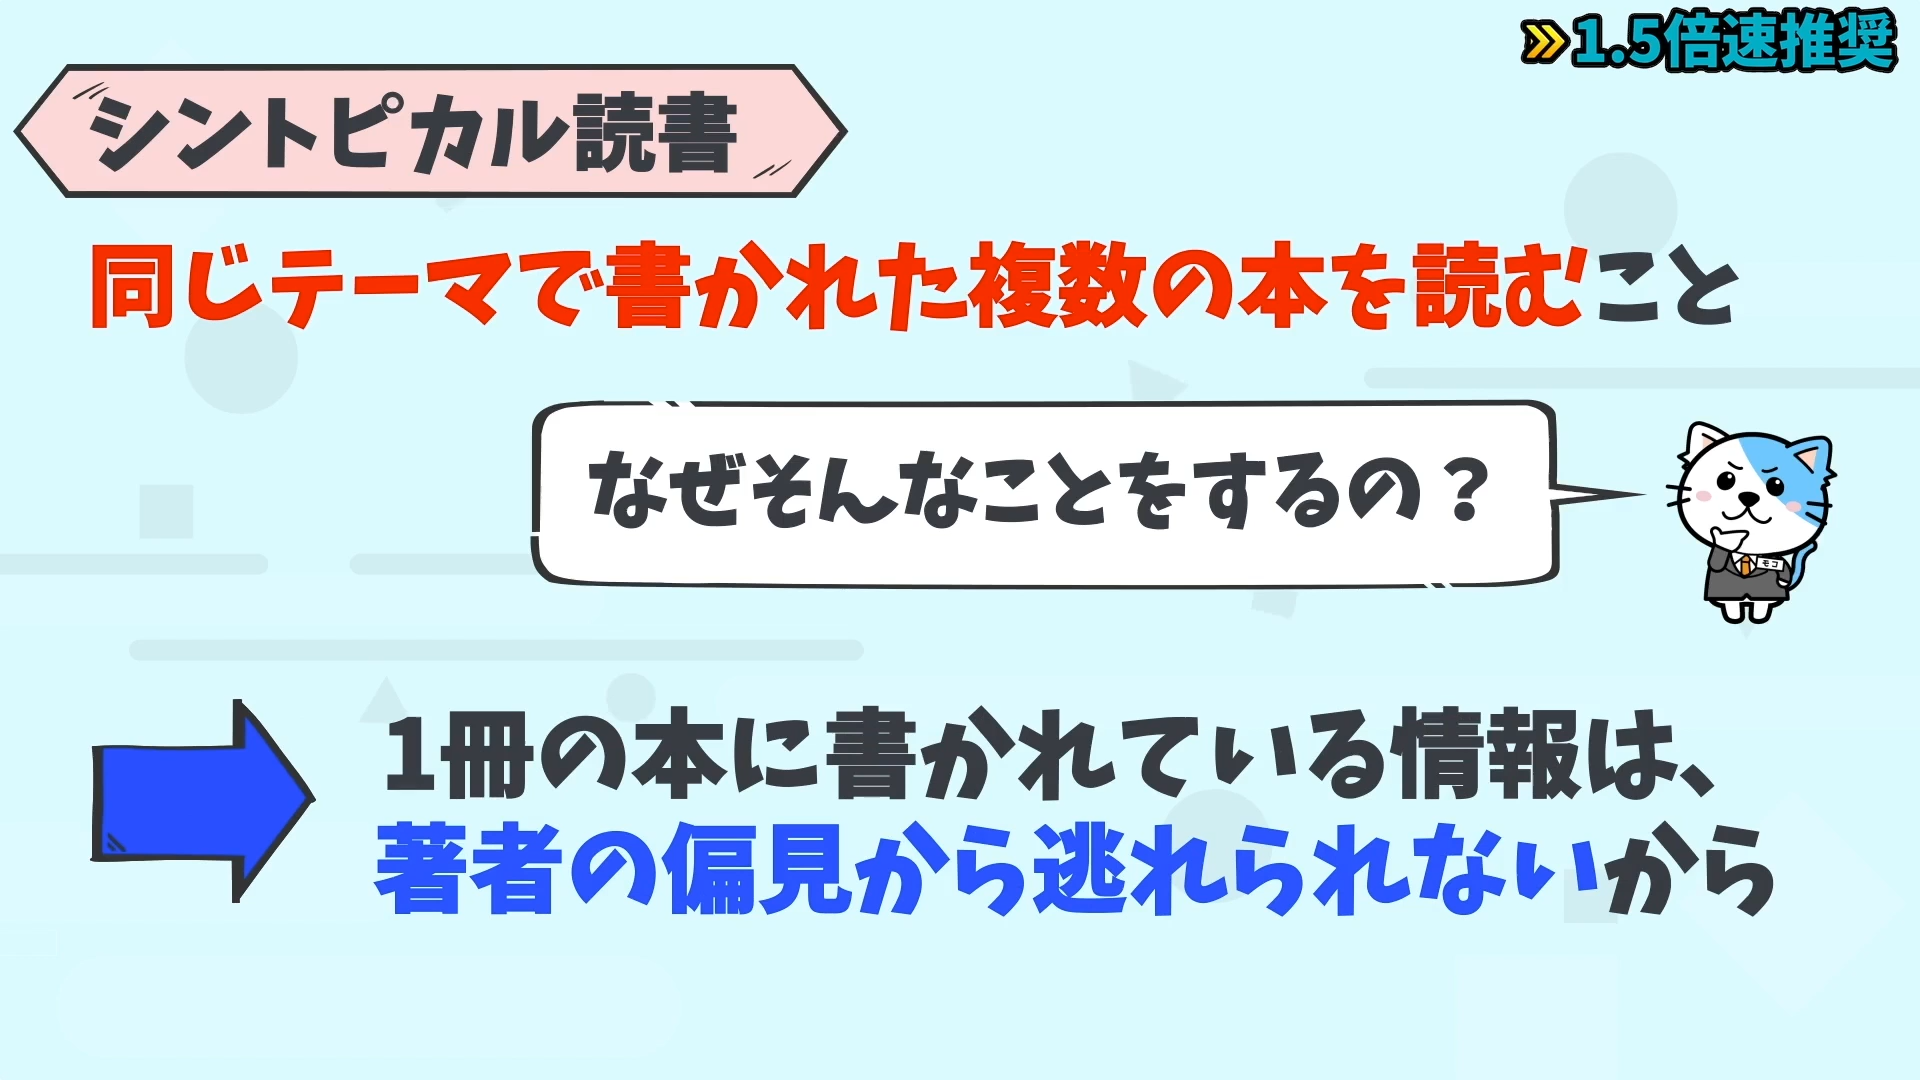 1.5倍速推奨
シントピカル読書
同じテーマで書かれた複数の本を読むこと
なぜそんなことをするの？
モコ
1冊の本に書かれている情報は、
著者の偏見から逃れられないから